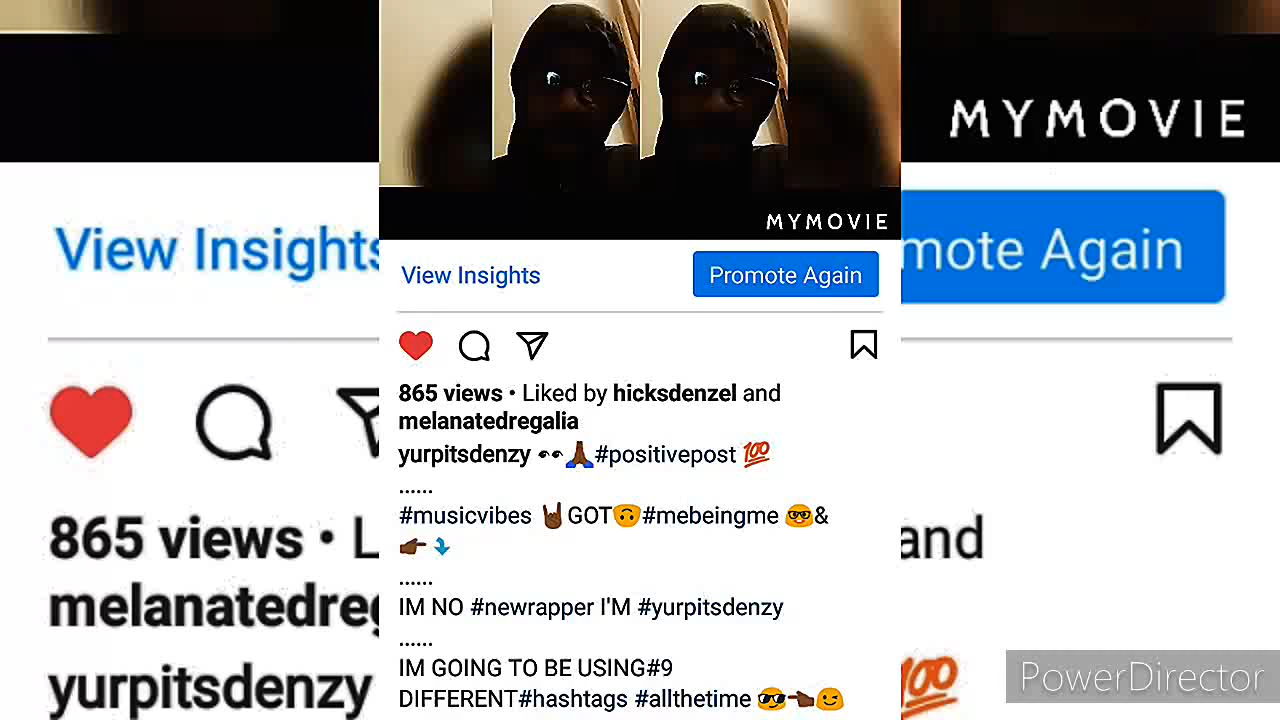 MYMOVIE
MYMOVIE
View Insights
Promote Again
View Insights
mote Again
865 views • Liked by hicksdenzel and
melanatedregalia
yurpitsdenzy 👀🙏🏾#positivepost 💯
......
#musicvibes 🤘🏾GOT🙃#mebeingme 🤓&
👉🏾⤵
......
IM NO #newrapper I'M #yurpitsdenzy
......
IM GOING TO BE USING#9
DIFFERENT#hashtags #allthetime 😎👈🏾😉
865 views • L
and
melanatedreg
yurpitsdenzy
💯
PowerDirector